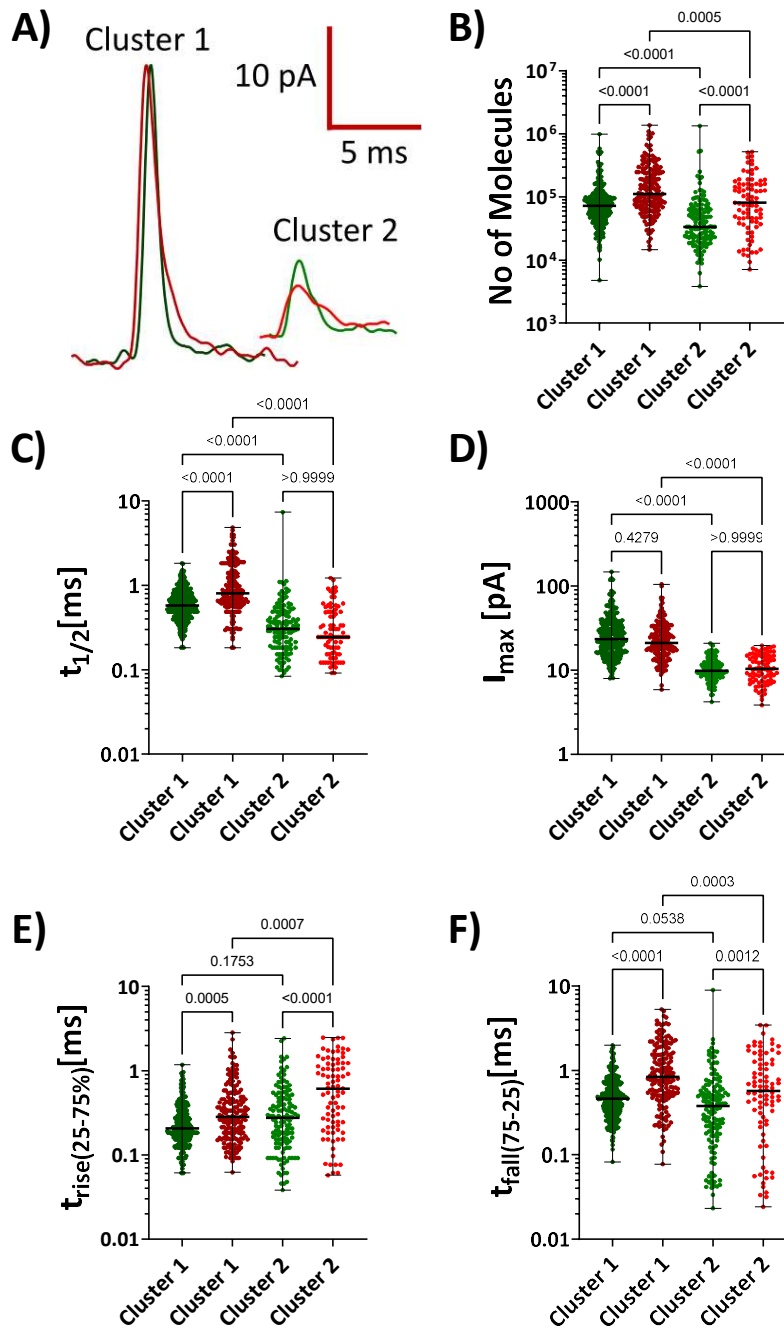 A)
Cluster 1
10 pA
5 ms
Cluster 2
B)
0.0005
<0.0001
<0.0001
<0.0001
No of Molecules
10⁷
10⁶
10⁵
10⁴
10³
Cluster 1
Cluster 1
Cluster 2
Cluster 2
C)
<0.0001
<0.0001
<0.0001
>0.9999
t1/2[ms]
10
1
0.1
0.01
Cluster 1
Cluster 1
Cluster 2
Cluster 2
D)
<0.0001
<0.0001
0.4279
>0.9999
Imax [pA]
1000
100
10
1
Cluster 1
Cluster 1
Cluster 2
Cluster 2
E)
0.0007
0.1753
0.0005
<0.0001
trise(25-75%)[ms]
10
1
0.1
0.01
Cluster 1
Cluster 1
Cluster 2
Cluster 2
F)
0.0003
0.0538
<0.0001
0.0012
tfall(75-25)[ms]
10
1
0.1
0.01
Cluster 1
Cluster 1
Cluster 2
Cluster 2